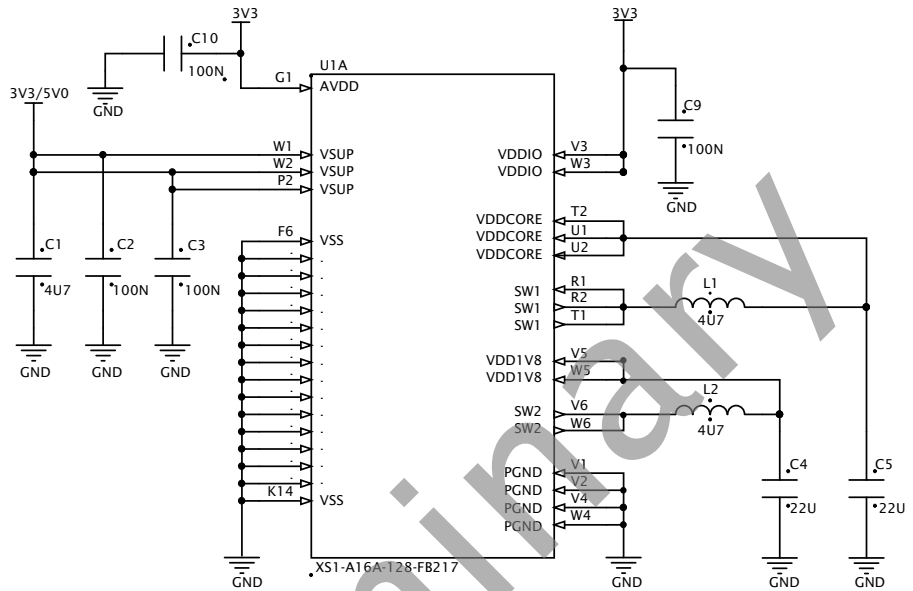 3V3
C10
100N
GND
G1
AVDD
U1A
3V3/5V0
W1
VSUP
W2
VSUP
P2
VSUP
F6
VSS
K14
VSS
C1
4U7
GND
C2
100N
GND
C3
100N
GND
GND
XS1-A16A-128-FB217
3V3
C9
100N
GND
VDDIO
V3
VDDIO
W3
VDDCORE
T2
VDDCORE
U1
VDDCORE
U2
SW1
R1
SW1
R2
SW1
T1
L1
4U7
VDD1V8
V5
VDD1V8
W5
SW2
V6
SW2
W6
L2
4U7
PGND
V1
PGND
V2
PGND
V4
PGND
W4
GND
C4
22U
GND
C5
22U
GND